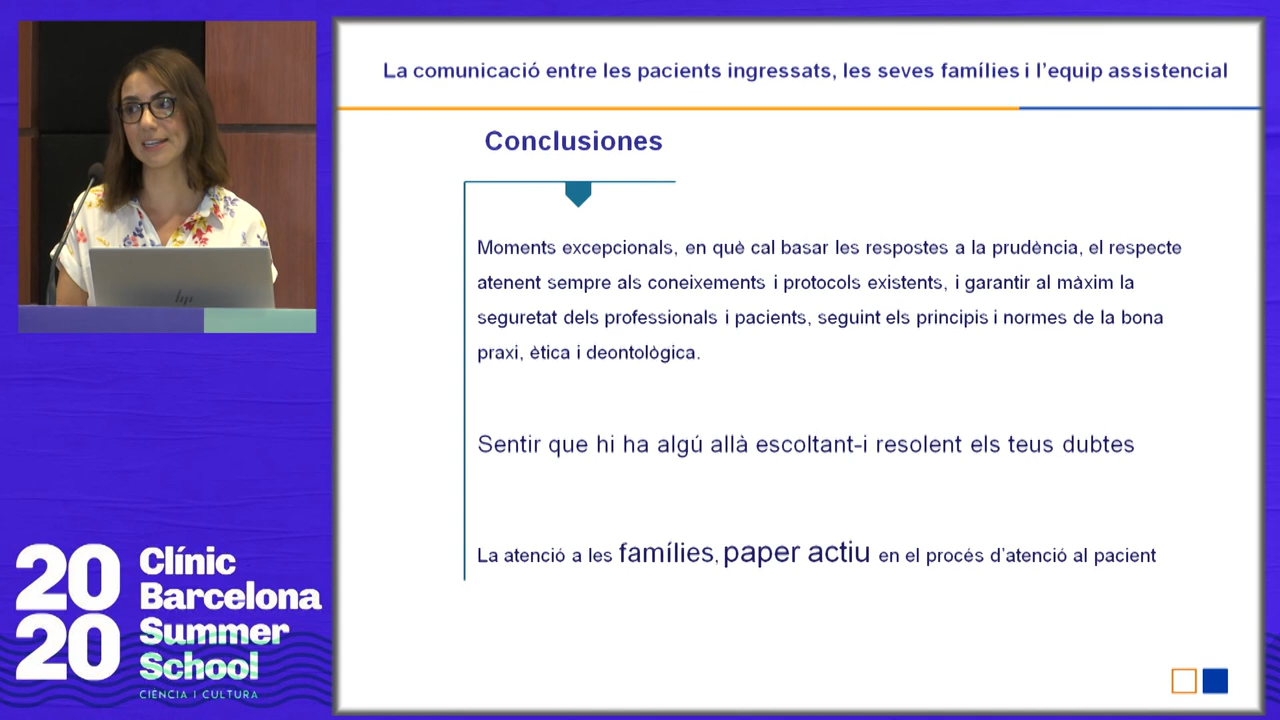 La comunicació entre les pacients ingressats, les seves famílies i l'equip assistencial
Conclusiones
Moments excepcionals, en què cal basar les respostes a la prudència, el respecte
atenent sempre als coneixements i protocols existents, i garantir al màxim la
seguretat dels professionals i pacients, seguint els principis i normes de la bona
praxi, ètica i deontològica.
Sentir que hi ha algú allà escoltant-i resolent els teus dubtes
La atenció a les famílies, paper actiu en el procés d'atenció al pacient
hp
20
20
Clínic
Barcelona
Summer
School
CIÈNCIA I CULTURA